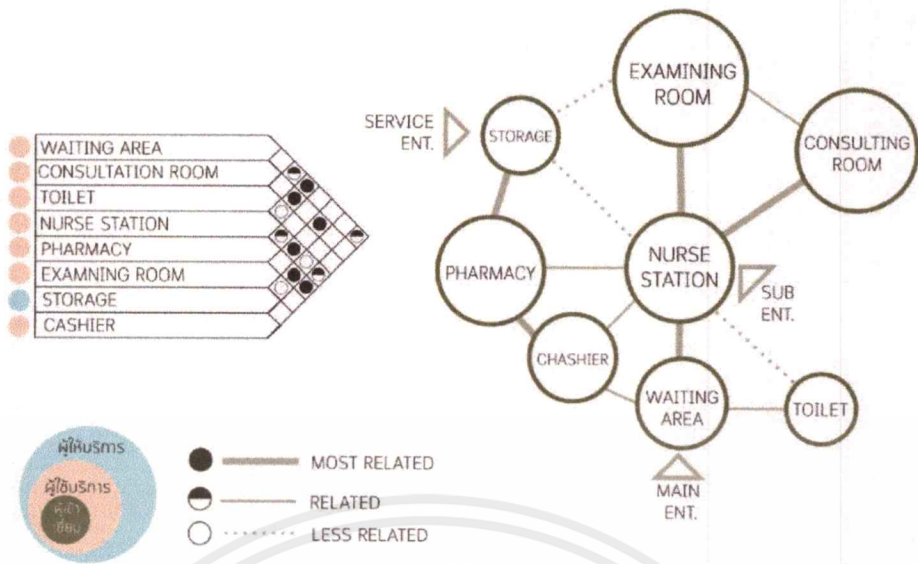 WAITING AREA
CONSULTATION ROOM
TOILET
NURSE STATION
PHARMACY
EXAMNING ROOM
STORAGE
CASHIER
SERVICE
ENT.
STORAGE
EXAMINING
ROOM
CONSULTING
ROOM
PHARMACY
NURSE
STATION
SUB
ENT.
CHASHIER
WAITING
AREA
TOILET
MAIN
ENT.
ผู้ให้บริการ
ผู้ใช้บริการ
MOST RELATED
RELATED
LESS RELATED